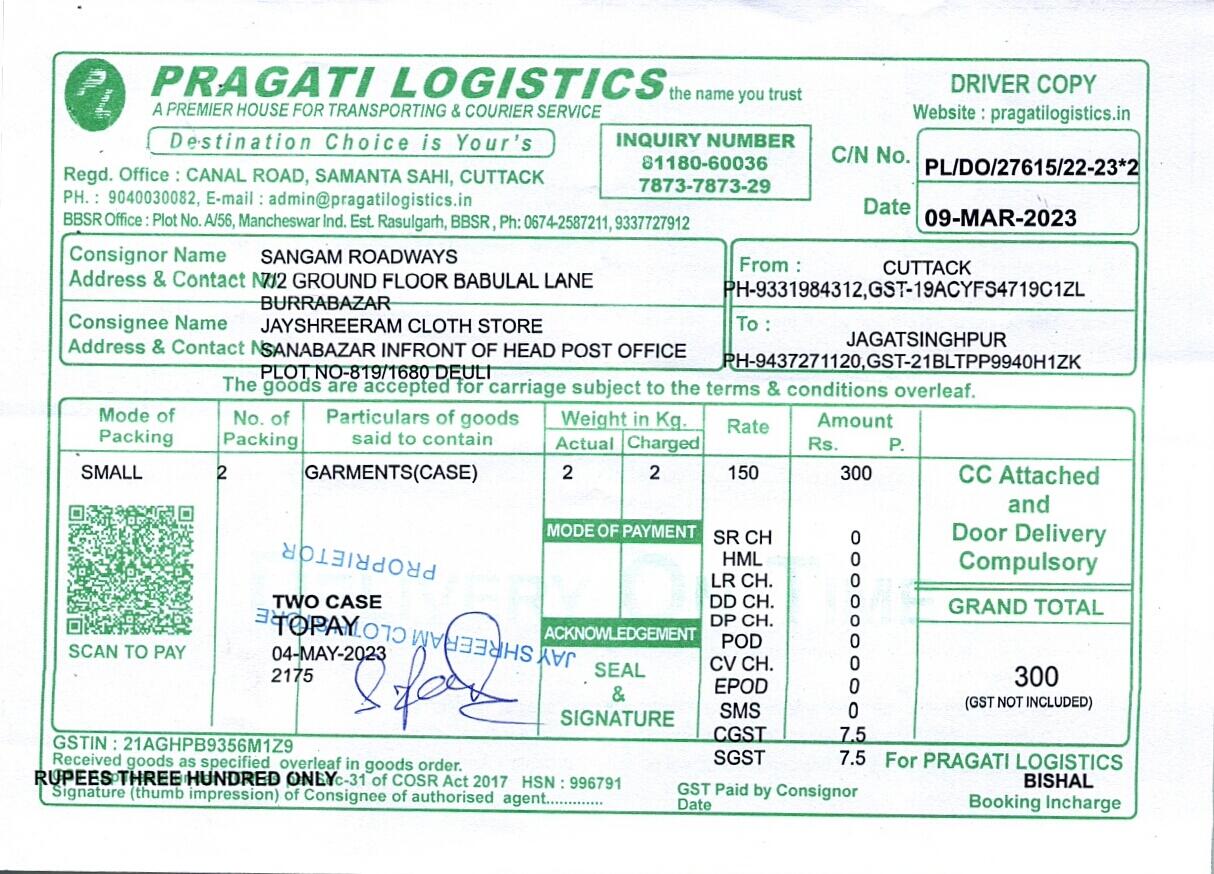 PRAGATI LOGISTICS the name you trust
A PREMIER HOUSE FOR TRANSPORTING & COURIER SERVICE
Destination Choice is Your's
Regd. Office : CANAL ROAD, SAMANTA SAHI, CUTTACK
PH. : 9040030082, E-mail : admin@pragatilogistics.in
BBSR Office : Plot No. A/56, Mancheswar Ind. Est. Rasulgarh, BBSR, Ph: 0674-2587211, 9337727912
INQUIRY NUMBER
81180-60036
7873-7873-29
DRIVER COPY
Website : pragatilogistics.in
C/N No. PL/DO/27615/22-23*2
Date 09-MAR-2023
Consignor Name SANGAM ROADWAYS
Address & Contact No. 7/2 GROUND FLOOR BABULAL LANE
BURRABAZAR
Consignee Name JAYSHREERAM CLOTH STORE
Address & Contact No. SANABAZAR INFRONT OF HEAD POST OFFICE
PLOT NO-819/1680 DEULI
From : CUTTACK
PH-9331984312,GST-19ACYFS4719C1ZL
To : JAGATSINGHPUR
PH-9437271120,GST-21BLTPP9940H1ZK
The goods are accepted for carriage subject to the terms & conditions overleaf.
Mode of Packing No. of Packing Particulars of goods said to contain Weight in Kg. Actual Charged Rate Amount Rs. P.
SMALL 2 GARMENTS(CASE) 2 2 150 300
SCAN TO PAY
PROPRIETOR
JAY SHREERAM CLOTH STORE
TWO CASE
TOPAY
04-MAY-2023
2175
MODE OF PAYMENT
ACKNOWLEDGEMENT
SEAL
&
SIGNATURE
SR CH 0
HML 0
LR CH. 0
DD CH. 0
DP CH. 0
POD 0
CV CH. 0
EPOD 0
SMS 0
CGST 7.5
SGST 7.5
CC Attached
and
Door Delivery
Compulsory
GRAND TOTAL
300
(GST NOT INCLUDED)
GSTIN : 21AGHPB9356M1Z9
Received goods as specified overleaf in goods order.
RUPEES THREE HUNDRED ONLY
Sec-31 of COSR Act 2017 HSN : 996791
Signature (thumb impression) of Consignee of authorised agent.............
GST Paid by Consignor
Date
For PRAGATI LOGISTICS
BISHAL
Booking Incharge